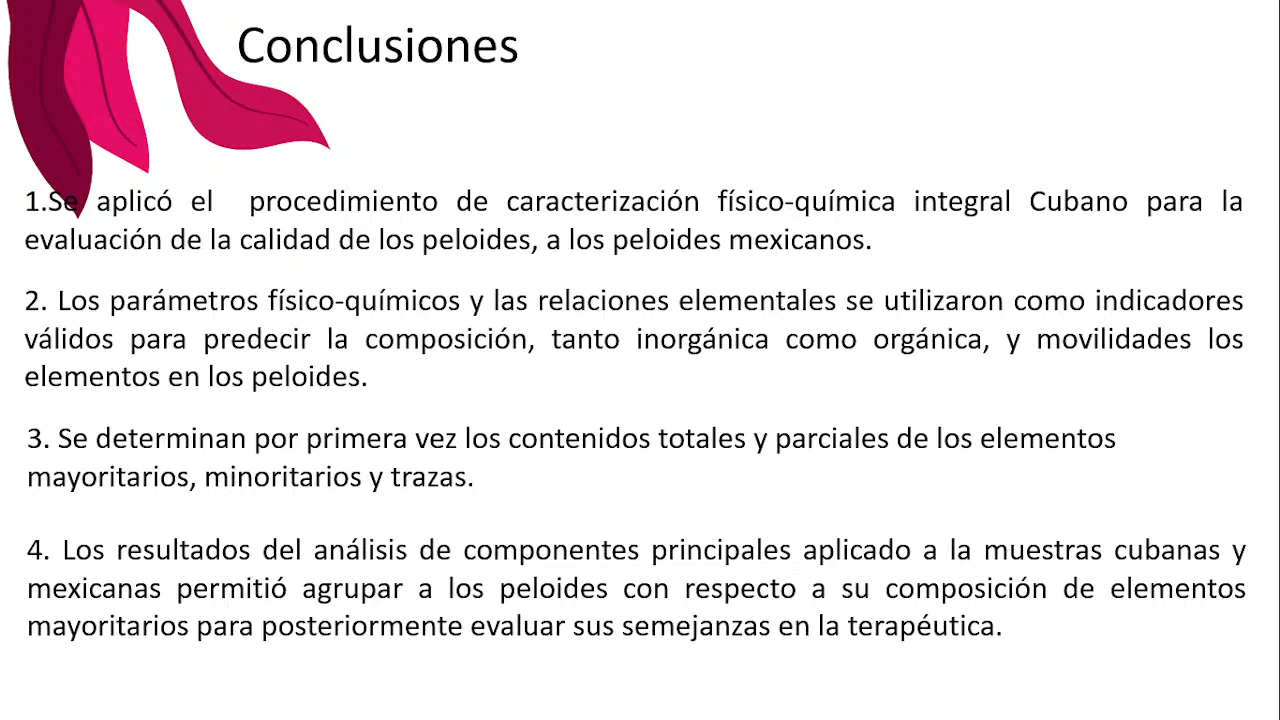 Conclusiones
1.Se aplicó el procedimiento de caracterización físico-química integral Cubano para la
evaluación de la calidad de los peloides, a los peloides mexicanos.
2. Los parámetros físico-químicos y las relaciones elementales se utilizaron como indicadores
válidos para predecir la composición, tanto inorgánica como orgánica, y movilidades los
elementos en los peloides.
3. Se determinan por primera vez los contenidos totales y parciales de los elementos
mayoritarios, minoritarios y trazas.
4. Los resultados del análisis de componentes principales aplicado a la muestras cubanas y
mexicanas permitió agrupar a los peloides con respecto a su composición de elementos
mayoritarios para posteriormente evaluar sus semejanzas en la terapéutica.